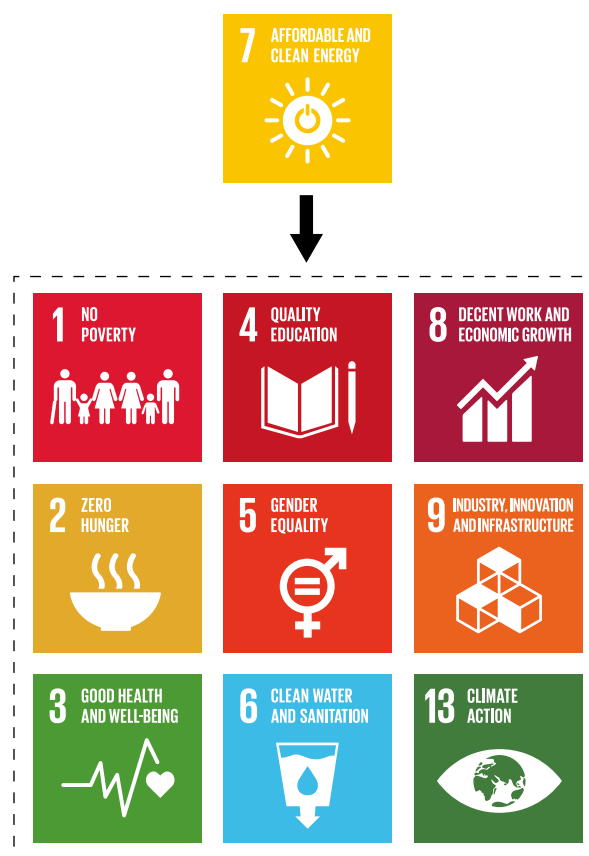 7 AFFORDABLE AND
CLEAN ENERGY
1 NO
POVERTY
4 QUALITY
EDUCATION
8 DECENT WORK AND
ECONOMIC GROWTH
2 ZERO
HUNGER
5 GENDER
EQUALITY
9 INDUSTRY, INNOVATION
AND INFRASTRUCTURE
3 GOOD HEALTH
AND WELL-BEING
6 CLEAN WATER
AND SANITATION
13 CLIMATE
ACTION